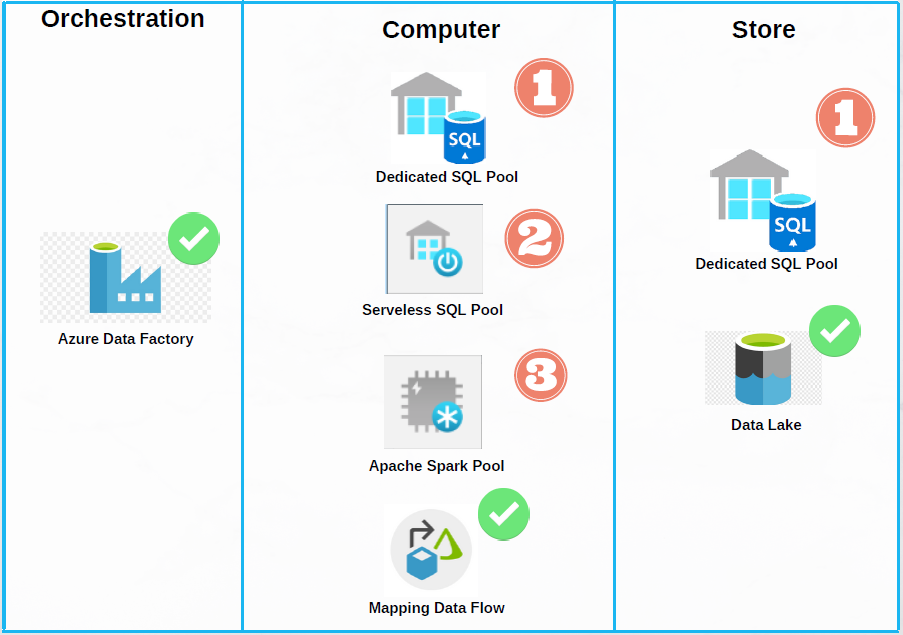 Orchestration
Azure Data Factory
Computer
1
SQL
Dedicated SQL Pool
2
Serveless SQL Pool
3
Apache Spark Pool
Mapping Data Flow
Store
1
SQL
Dedicated SQL Pool
Data Lake